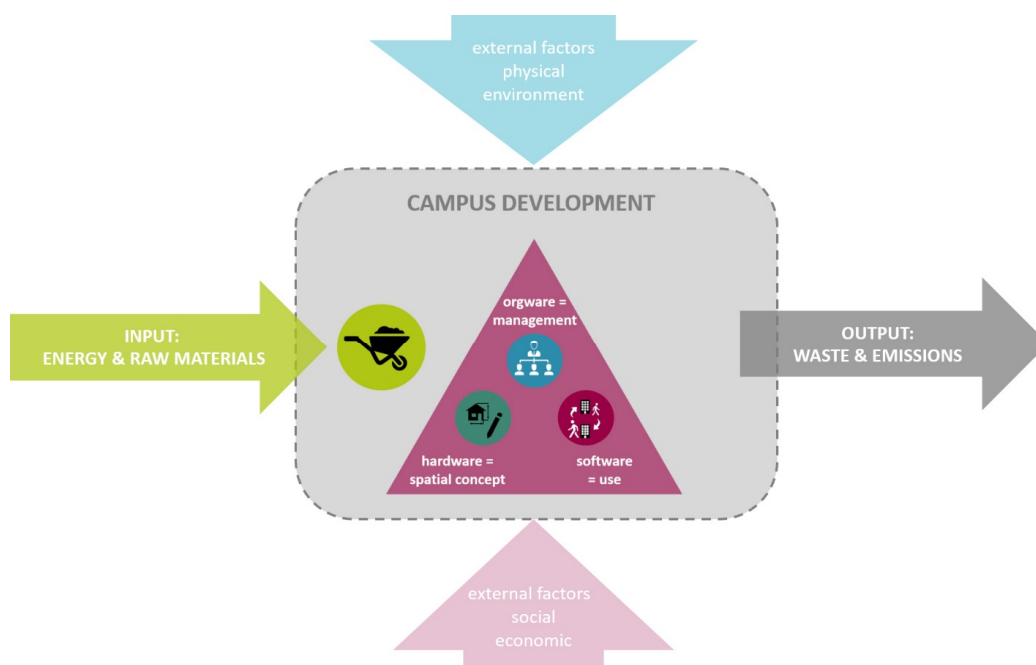 external factors
physical
environment
CAMPUS DEVELOPMENT
orgware =
management
INPUT:
ENERGY & RAW MATERIALS
OUTPUT:
WASTE & EMISSIONS
hardware =
spatial concept
software
= use
external factors
social
economic